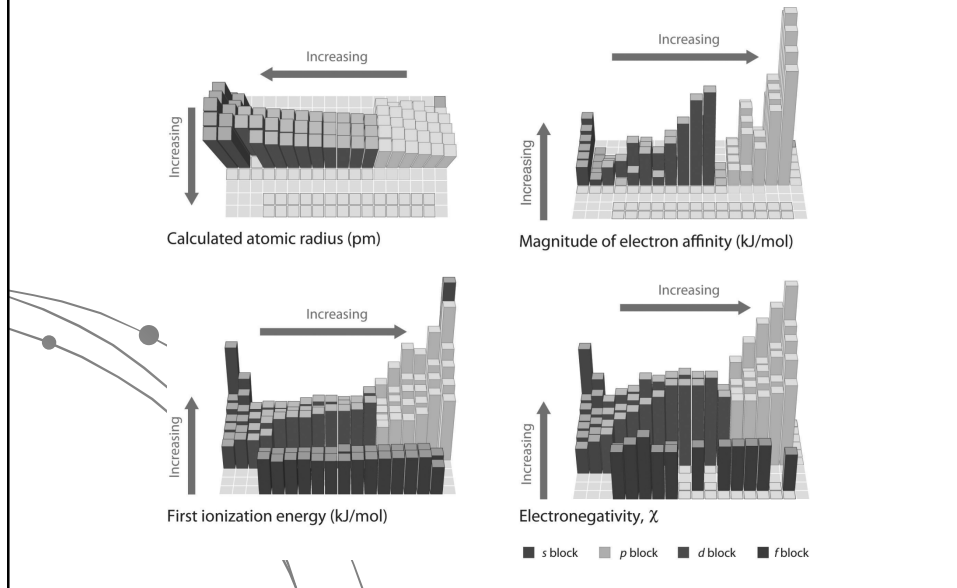 Increasing
Increasing
Calculated atomic radius (pm)
Increasing
Increasing
Magnitude of electron affinity (kJ/mol)
Increasing
Increasing
First ionization energy (kJ/mol)
Increasing
Increasing
Electronegativity, χ
s block p block d block f block